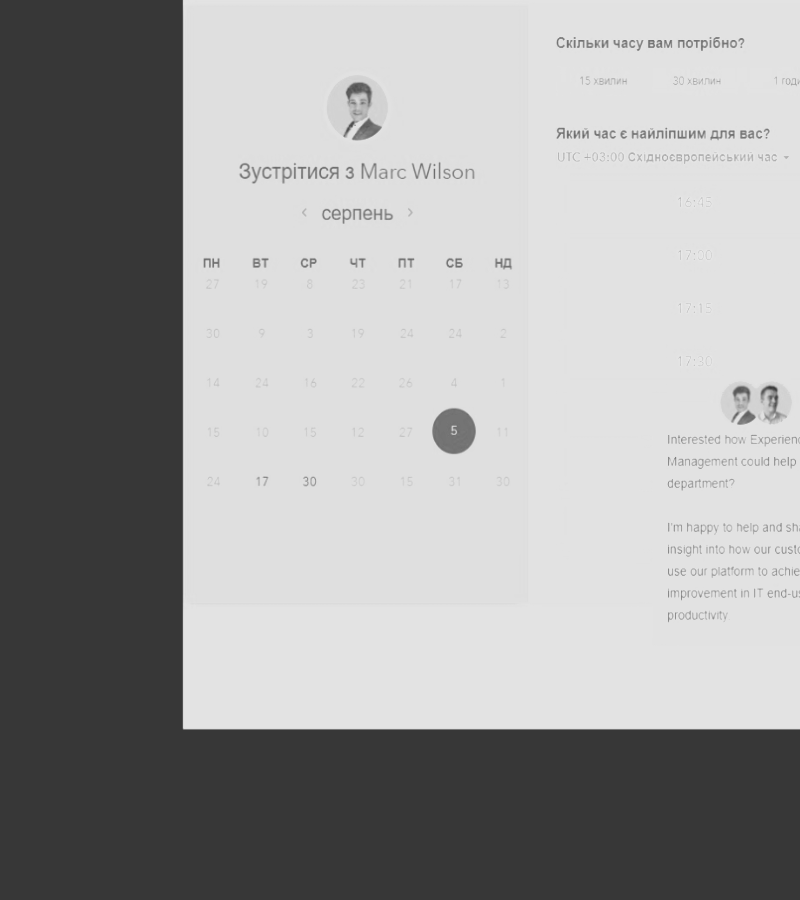 Зустрітися з Marc Wilson
серпень
ПН ВТ СР ЧТ ПТ СБ НД
27 19 8 23 21 17 13
30 9 3 19 24 24 2
14 24 16 22 26 4 1
15 10 15 12 27 5 11
24 17 30 30 15 31 30
Скільки часу вам потрібно?
15 хвилин 30 хвилин 1 годи
Який час є найліпшим для вас?
UTC +03:00 Східноєвропейський час
16:45
17:00
17:15
17:30
Interested how Experienc
Management could help
department?
I'm happy to help and sha
insight into how our custo
use our platform to achie
improvement in IT end-us
productivity